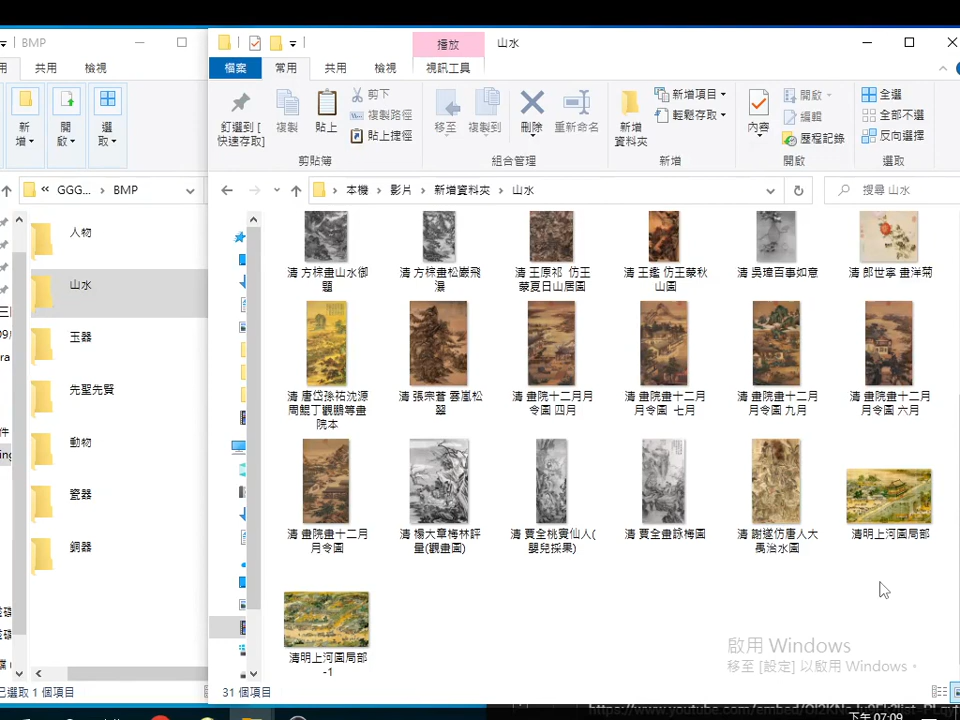 BMP
共用
檢視
新
增
開
啟
選
取
GGG...
BMP
人物
山水
玉器
先聖先賢
動物
瓷器
銅器
已選取 1 個項目
播放
山水
檔案
常用
共用
檢視
視訊工具
釘選到 [
快速存取]
複製
貼上
剪下
複製路徑
貼上捷徑
剪貼簿
移至
複製到
刪除
重新命名
組合管理
新增
資料夾
新增項目
輕鬆存取
新增
內容
開啟
編輯
歷程記錄
開啟
全選
全部不選
反向選擇
選取
本機 › 影片 › 新增資料夾 › 山水
搜尋 山水
清 方琮畫山水御
題
清 方琮畫松巖飛
瀑
清 王原祁 仿王
蒙夏日山居圖
清 王鑑 仿王蒙秋
山圖
清 吳璋百事如意
清 郎世寧 畫洋菊
清 唐岱孫祜沈源
周鯤丁觀鵬等畫
院本
清 張宗蒼 雲嵐松
翠
清 畫院畫十二月月
令圖 四月
清 畫院畫十二月
月令圖 七月
清 畫院畫十二月
月令圖 九月
清 畫院畫十二月
月令圖 六月
清 畫院畫十二月
月令圖
清 楊大章梅林評
量(觀畫圖)
清 賈全桃實仙人(
嬰兒採果)
清 賈全畫詠梅圖
清 謝遂仿唐人大
禹治水圖
清明上河圖局部
清明上河圖局部
-1
啟用 Windows
移至 [設定] 以啟用 Windows。
31 個項目
下午 07:09